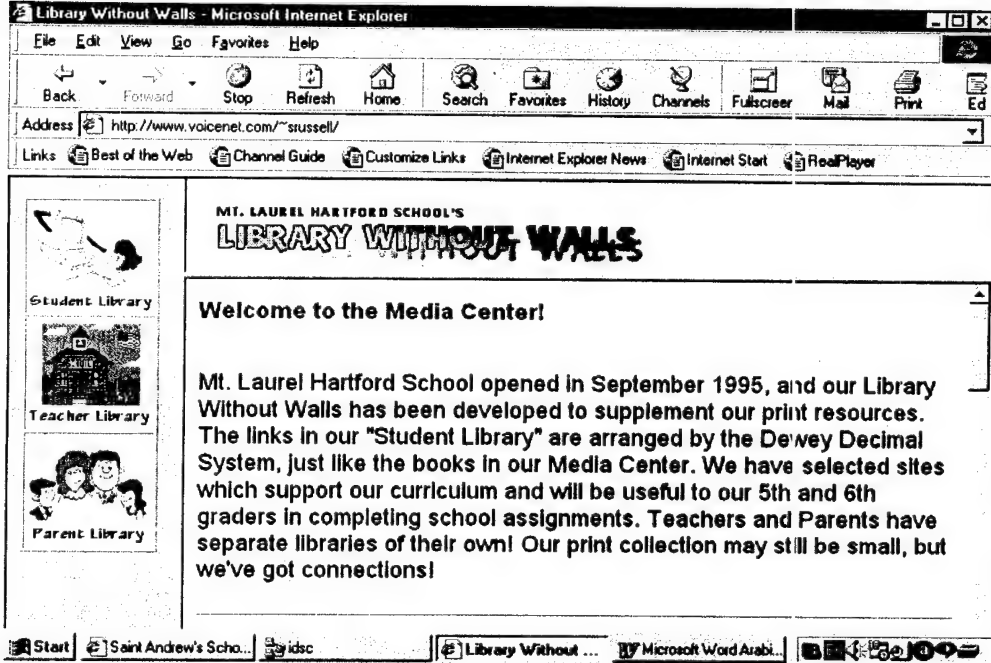 Library Without Walls - Microsoft Internet Explorer
File Edit View Go Favorites Help
Back Forward Stop Refresh Home Search Favorites History Channels Fullscreen Mail Print Ed
Address http://www.voicenet.com/~srussell/
Links Best of the Web Channel Guide Customize Links Internet Explorer News Internet Start RealPlayer
MT. LAUREL HARTFORD SCHOOL'S
LIBRARY WITHOUT WALLS
Student Library
Teacher Library
Parent Library
Welcome to the Media Center!
Mt. Laurel Hartford School opened in September 1995, and our Library
Without Walls has been developed to supplement our print resources.
The links in our "Student Library" are arranged by the Dewey Decimal
System, just like the books in our Media Center. We have selected sites
which support our curriculum and will be useful to our 5th and 6th
graders in completing school assignments. Teachers and Parents have
separate libraries of their own! Our print collection may still be small, but
we've got connections!
Start Saint Andrew's Scho... idsc Library Without ... Microsoft Word Arabi...